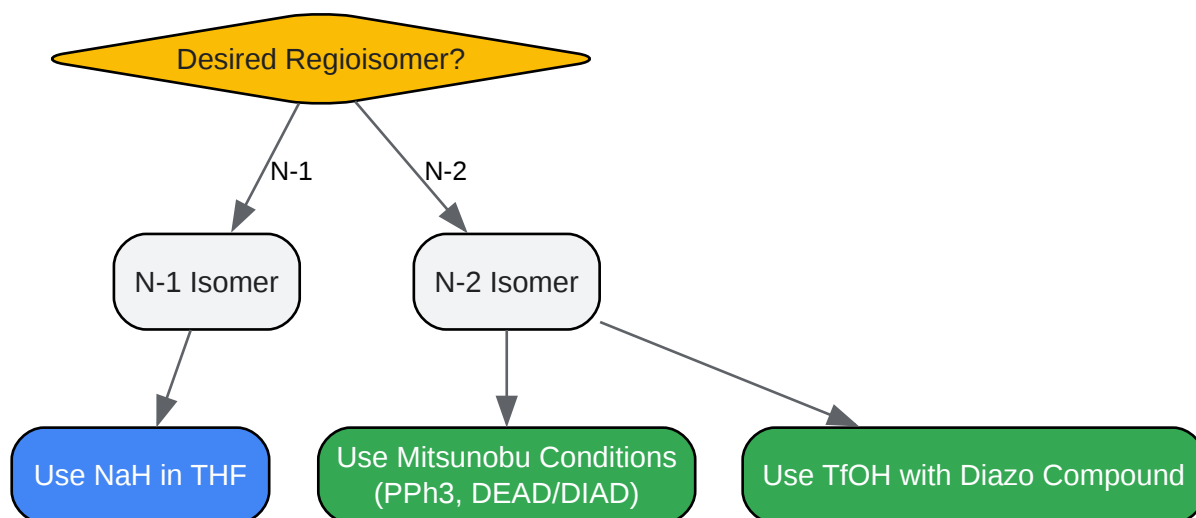 Desired Regioisomer?
N-1
N-2
N-1 Isomer
N-2 Isomer
Use NaH in THF
Use Mitsunobu Conditions
(PPh3, DEAD/DIAD)
Use TfOH with Diazo Compound